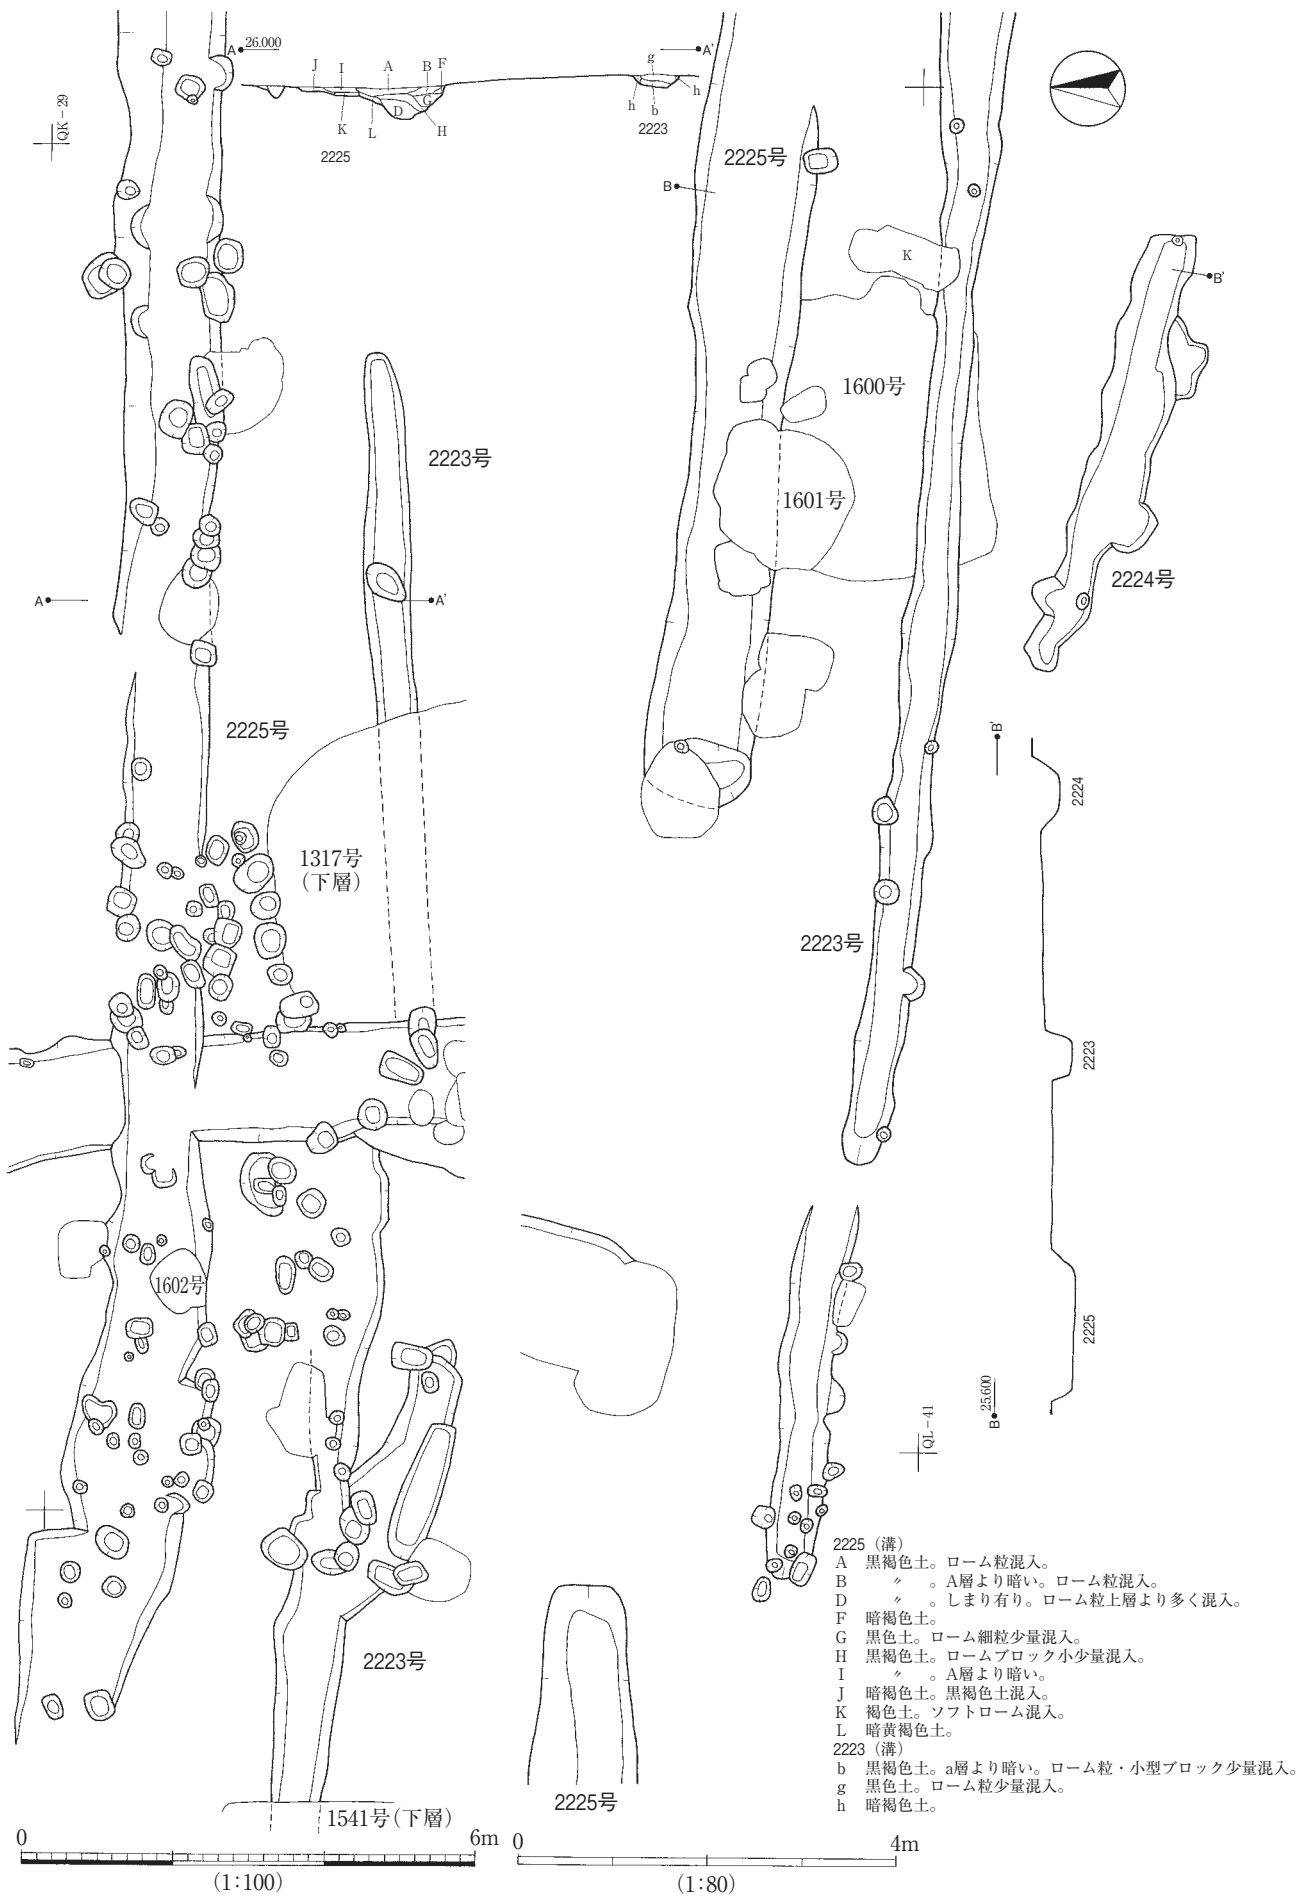 A 26.000
A'
J I A B F
G
D
K L H
2225
g
h b h
2223
QK-29
2225号
B
K
B'
1600号
2223号
1601号
2224号
A
A'
2225号
B'
2224
1317号
(下層)
2223号
2223
1602号
2225
25.600
B
QL-41
2223号
2225号
1541号(下層)
2225 (溝)
A 黒褐色土。ローム粒混入。
B 〃 。A層より暗い。ローム粒混入。
D 〃 。しまり有り。ローム粒上層より多く混入。
F 暗褐色土。
G 黒色土。ローム細粒少量混入。
H 黒褐色土。ロームブロック小少量混入。
I 〃 。A層より暗い。
J 暗褐色土。黒褐色土混入。
K 褐色土。ソフトローム混入。
L 暗黄褐色土。
2223 (溝)
b 黒褐色土。a層より暗い。ローム粒・小型ブロック少量混入。
g 黒色土。ローム粒少量混入。
h 暗褐色土。
0 6m
(1:100)
0 4m
(1:80)